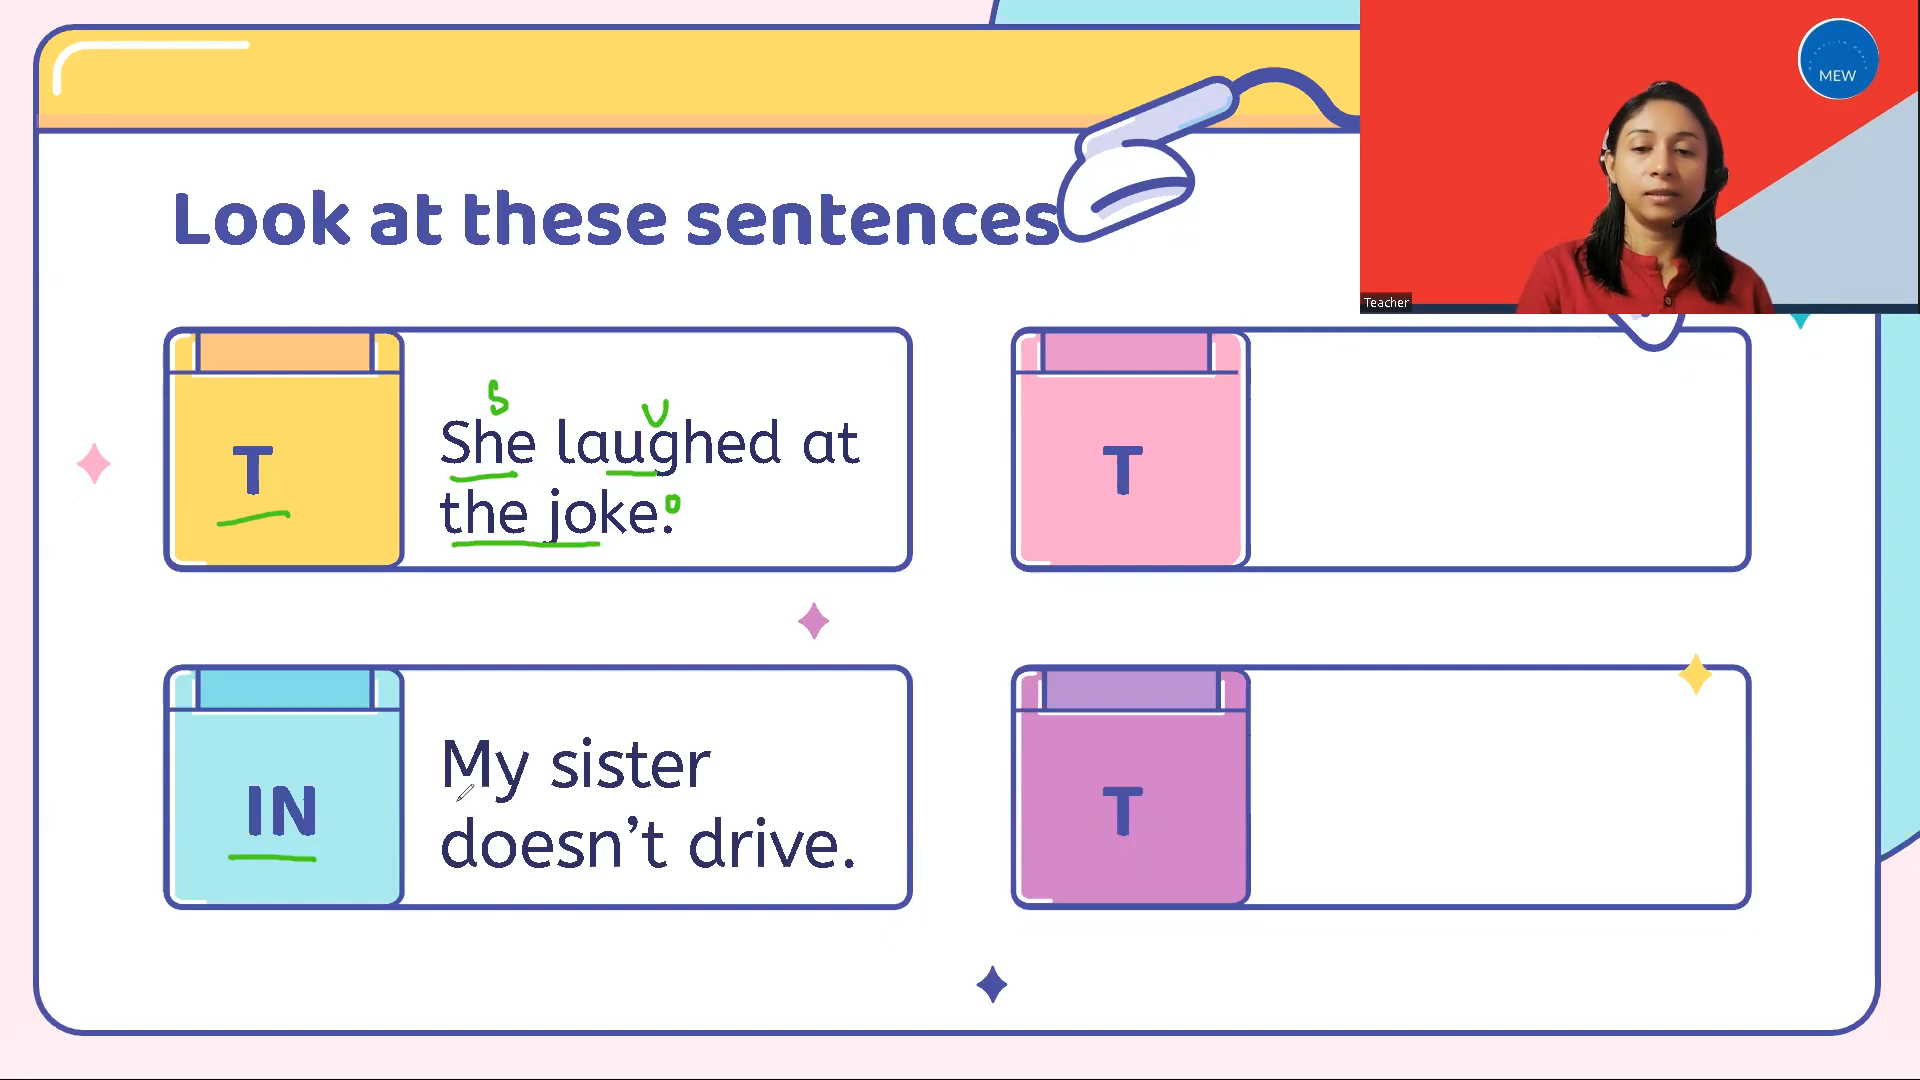 MEW
Teacher
Look at these sentences
T
S
V
She laughed at
the joke.
o
T
IN
My sister
doesn't drive.
T